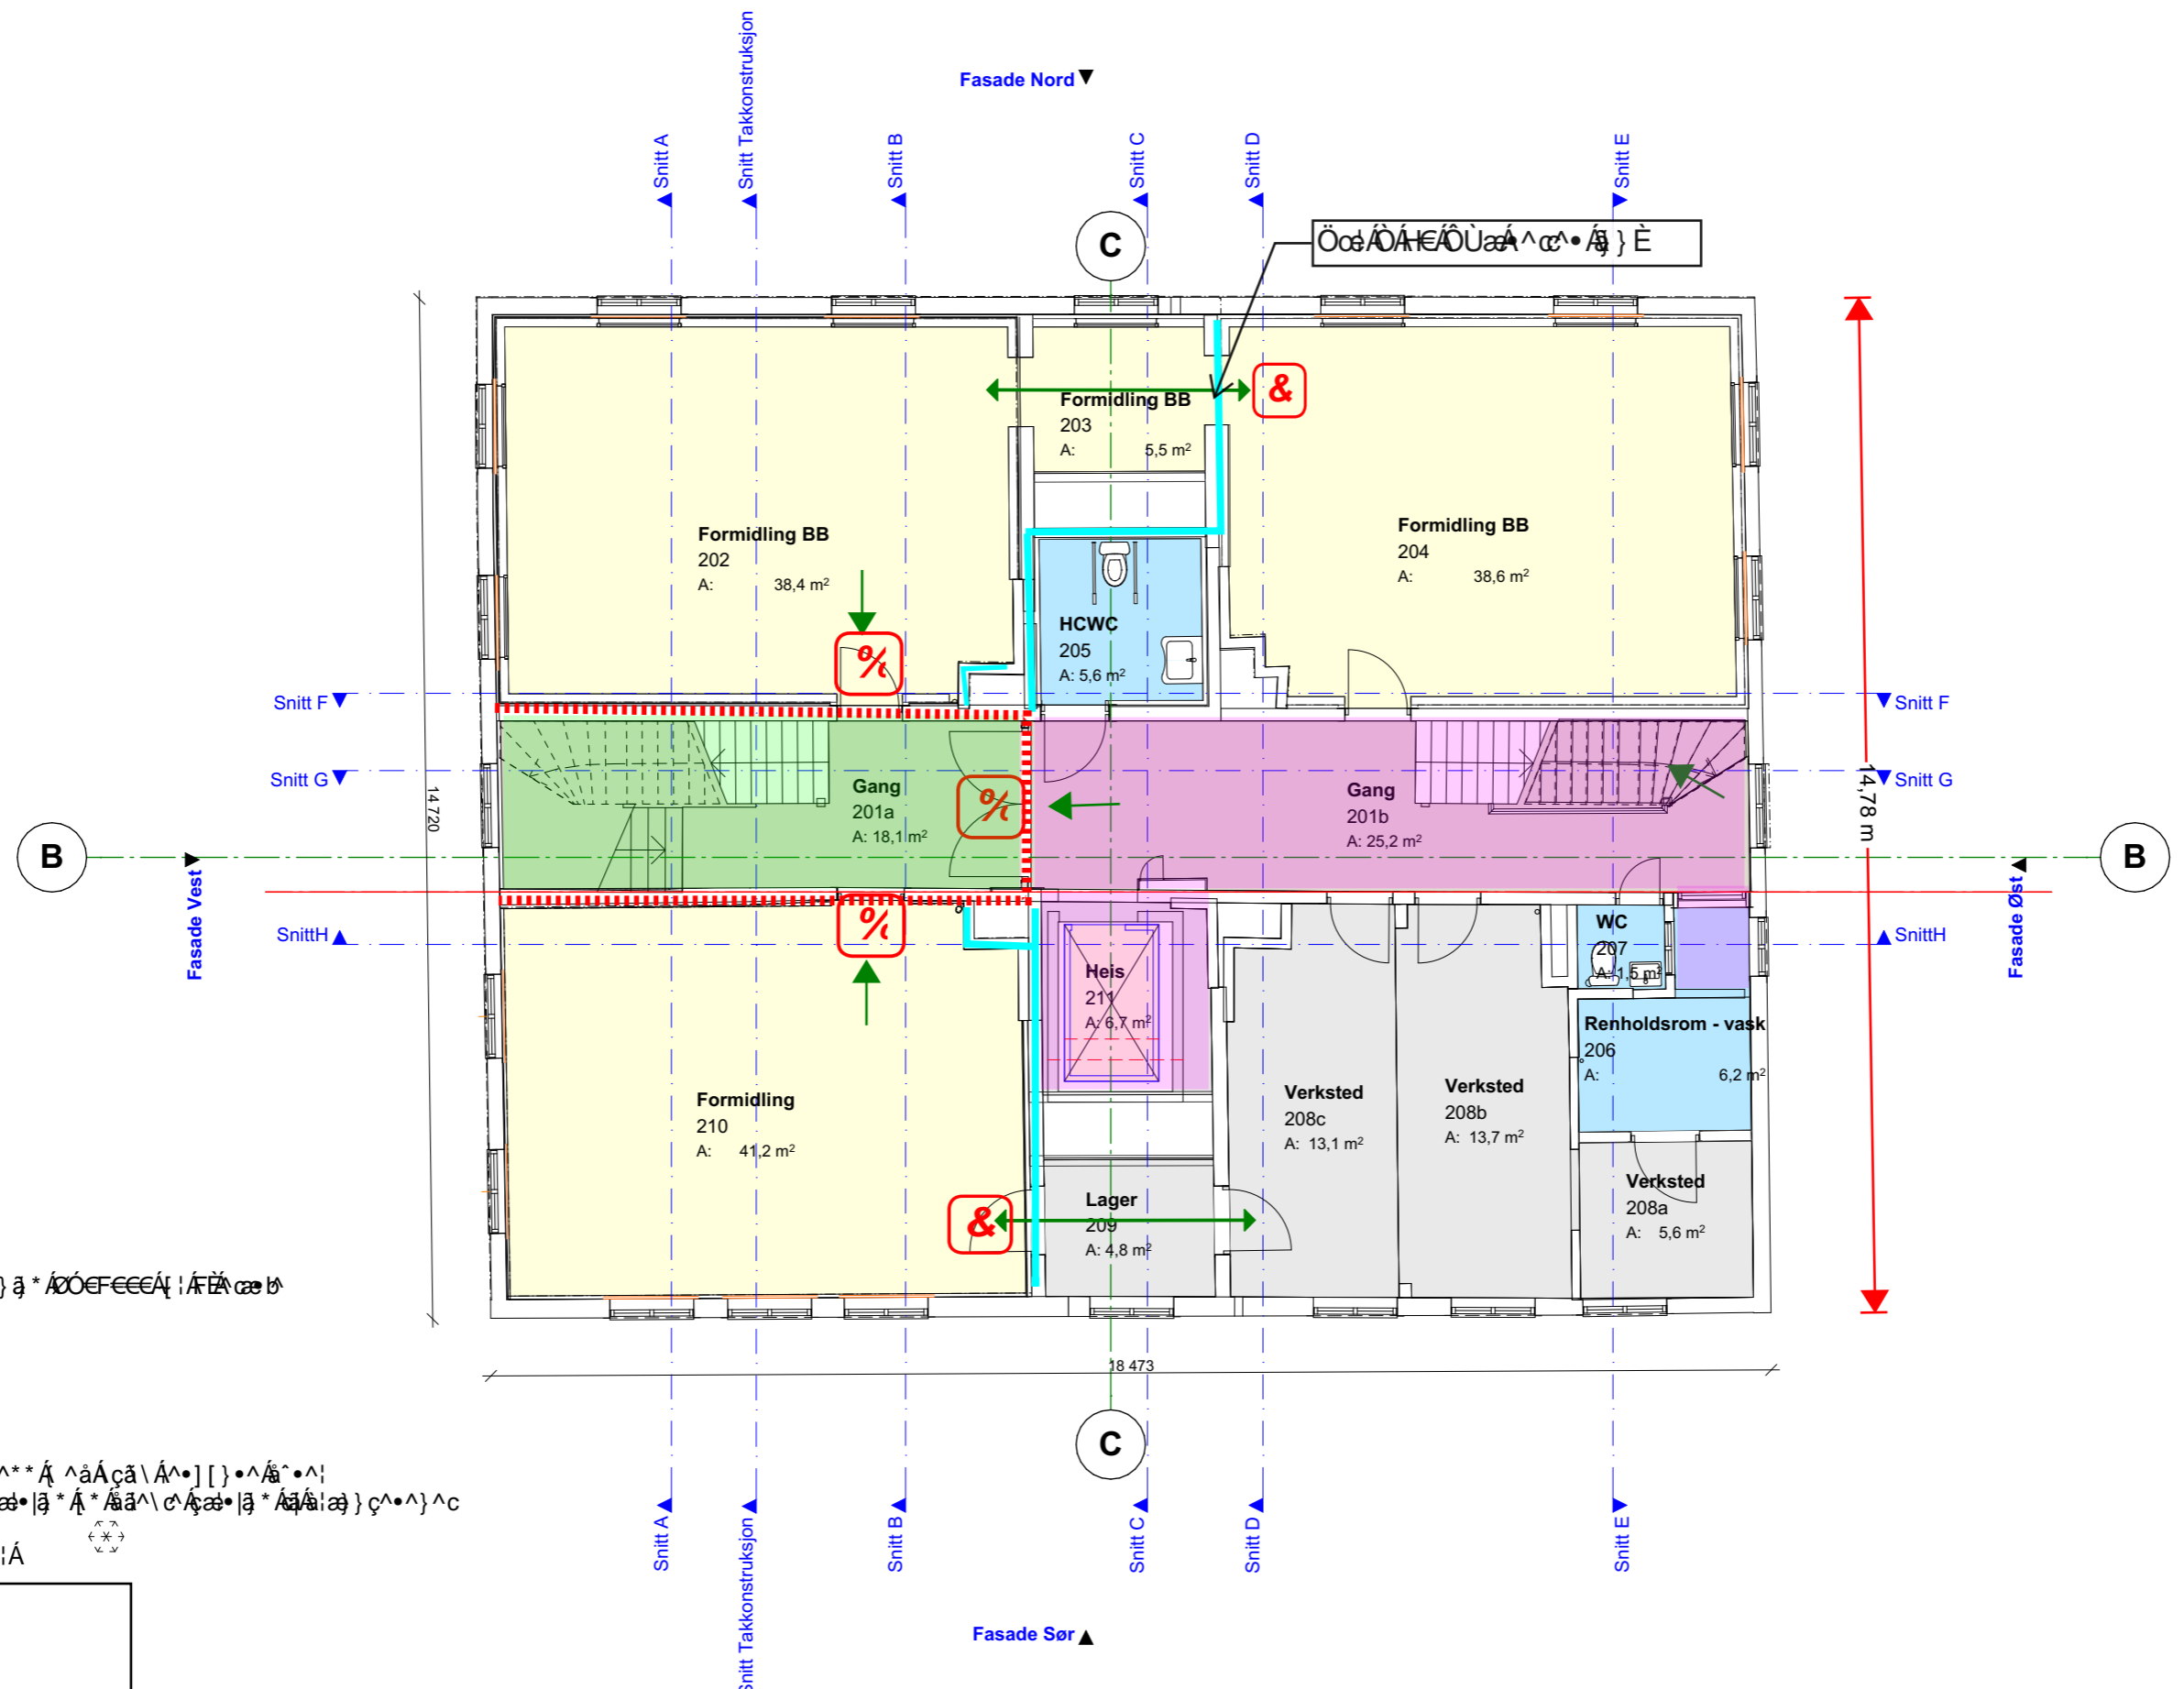 Fasade Nord
Snitt A
Snitt Takkonstruksjon
Snitt B
Snitt C
Snitt D
Snitt E
C
&
Formidling BB
203
A: 5,5 m²
Formidling BB
202
A: 38,4 m²
Formidling BB
204
A: 38,6 m²
HCWC
205
A: 5,6 m²
%
Snitt F
Snitt F
Snitt G
Snitt G
14 720
14,78 m
Gang
201a
A: 18,1 m²
%
Gang
201b
A: 25,2 m²
B
B
Fasade Vest
Fasade Øst
%
SnittH
SnittH
WC
207
A: 1,5 m²
Heis
211
A: 6,7 m²
Renholdsrom - vask
206
A: 6,2 m²
Formidling
210
A: 41,2 m²
Verksted
208c
A: 13,1 m²
Verksted
208b
A: 13,7 m²
Verksted
208a
A: 5,6 m²
Lager
209
A: 4,8 m²
&
18 473
C
Snitt A
Snitt Takkonstruksjon
Snitt B
Snitt C
Snitt D
Snitt E
Fasade Sør